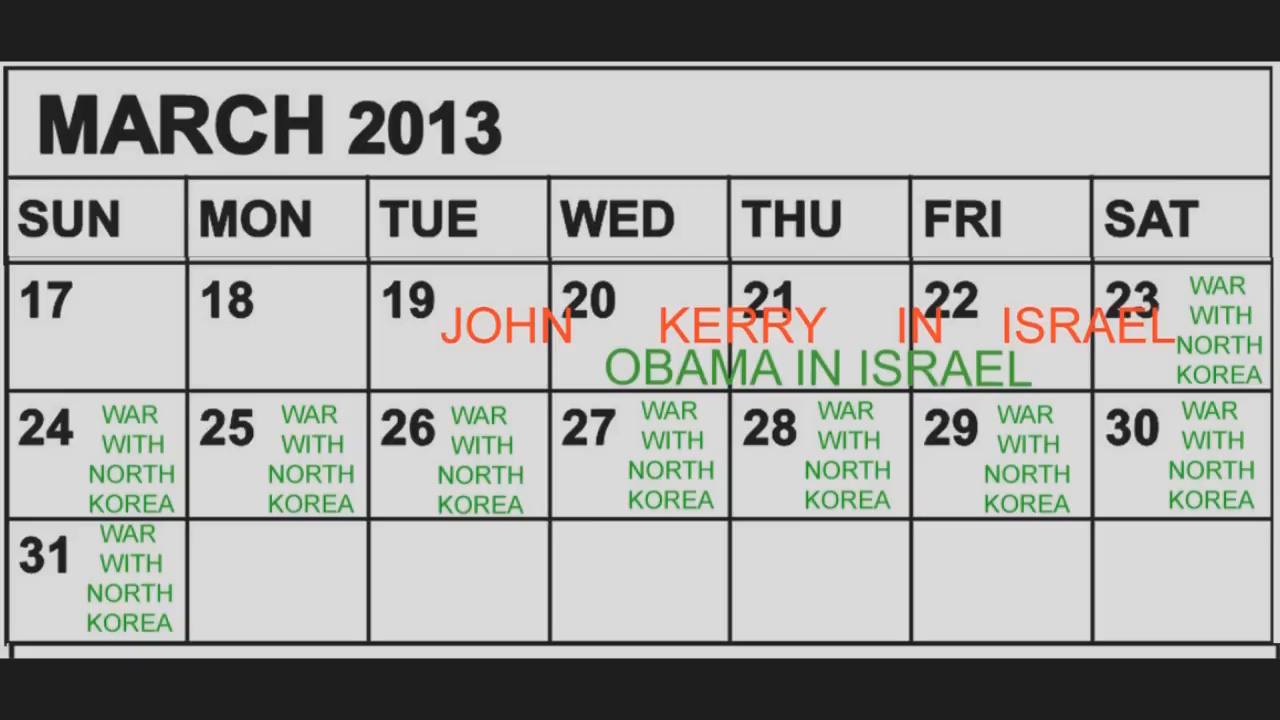 MARCH 2013
SUN MON TUE WED THU FRI SAT
17 18 19 20 21 22 23
JOHN KERRY IN ISRAEL
OBAMA IN ISRAEL
WAR
WITH
NORTH
KOREA
24 25 26 27 28 29 30
WAR WAR WAR WAR WAR WAR WAR
WITH WITH WITH WITH WITH WITH WITH
NORTH NORTH NORTH NORTH NORTH NORTH NORTH
KOREA KOREA KOREA KOREA KOREA KOREA KOREA
31
WAR
WITH
NORTH
KOREA